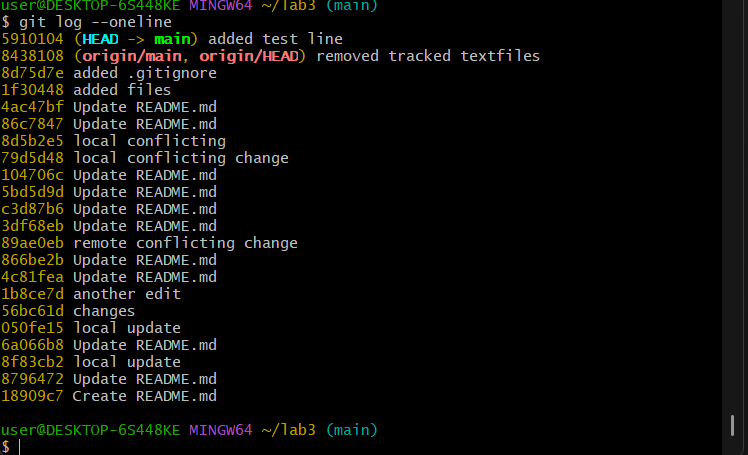 user@DESKTOP-6S448KE MINGW64 ~/lab3 (main)
$ git log --oneline
5910104 (HEAD -> main) added test line
8438108 (origin/main, origin/HEAD) removed tracked textfiles
8d75d7e added .gitignore
1f30448 added files
4ac47bf Update README.md
86c7847 Update README.md
8d5b2e5 local conflicting
79d5d48 local conflicting change
104706c Update README.md
5bd5d9d Update README.md
c3d87b6 Update README.md
3df68eb Update README.md
89ae0eb remote conflicting change
866be2b Update README.md
4c81fea Update README.md
1b8ce7d another edit
56bc61d changes
050fe15 local update
6a066b8 Update README.md
8f83cb2 local update
8796472 Update README.md
18909c7 Create README.md
user@DESKTOP-6S448KE MINGW64 ~/lab3 (main)
$